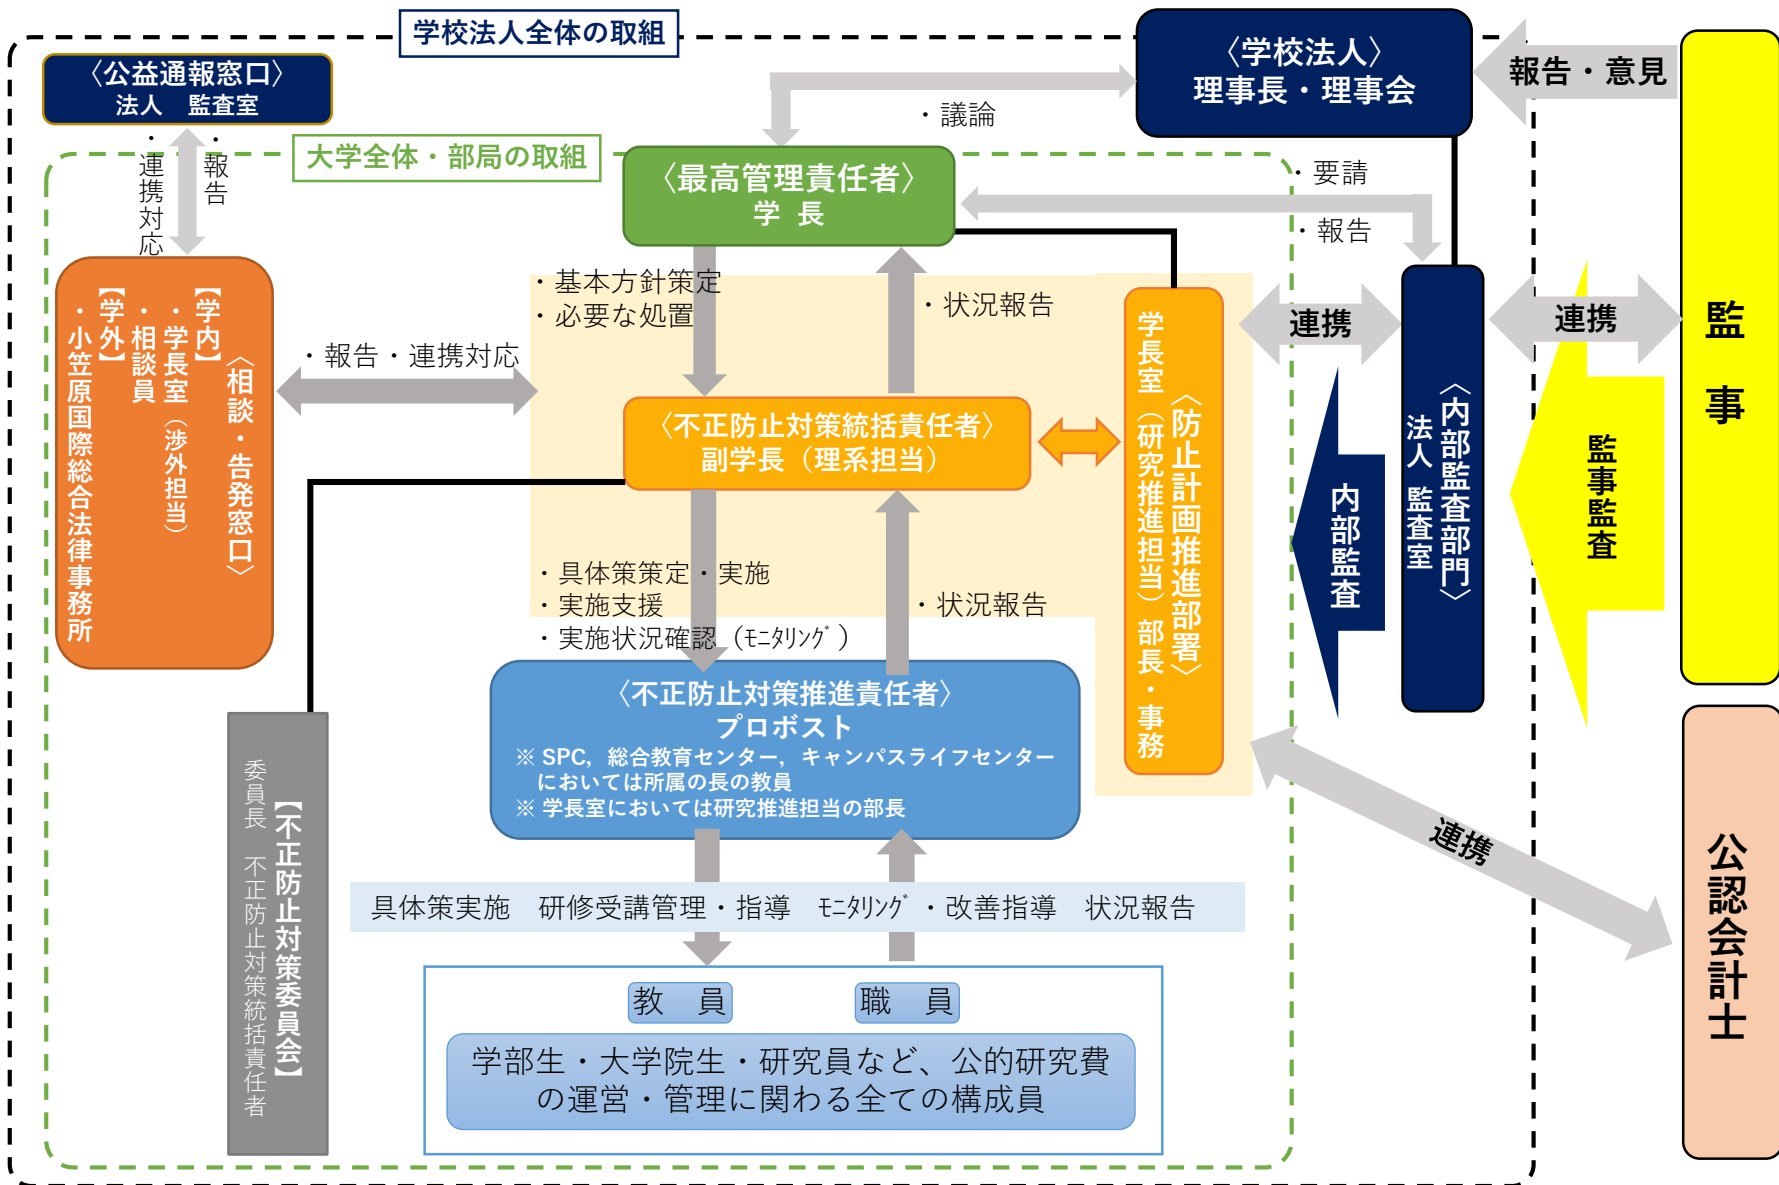 学校法人全体の取組
〈公益通報窓口〉
法人　監査室
〈学校法人〉
理事長・理事会
報告・意見
・議論
・報告
・連携対応
大学全体・部局の取組
〈最高管理責任者〉
学 長
・要請
・報告
・基本方針策定
・必要な処置
・状況報告
連携
連携
監　事
〈相談・告発窓口〉
【学内】
・学長室（渉外担当）
・相談員
【学外】
・小笠原国際総合法律事務所
・報告・連携対応
〈不正防止対策統括責任者〉
副学長（理系担当）
〈防止計画推進部署〉
学長室（研究推進担当）部長・事務
〈内部監査部門〉
法人 監査室
内部監査
監事監査
・具体策策定・実施
・実施支援
・実施状況確認（ﾓﾆﾀﾘﾝｸﾞ）
・状況報告
〈不正防止対策推進責任者〉
プロボスト
※ SPC，総合教育センター，キャンパスライフセンター
においては所属の長の教員
※ 学長室においては研究推進担当の部長
【不正防止対策委員会】
委員長　不正防止対策統括責任者
連携
公認会計士
具体策実施　研修受講管理・指導　ﾓﾆﾀﾘﾝｸﾞ・改善指導　状況報告
教　員
職　員
学部生・大学院生・研究員など、公的研究費
の運営・管理に関わる全ての構成員